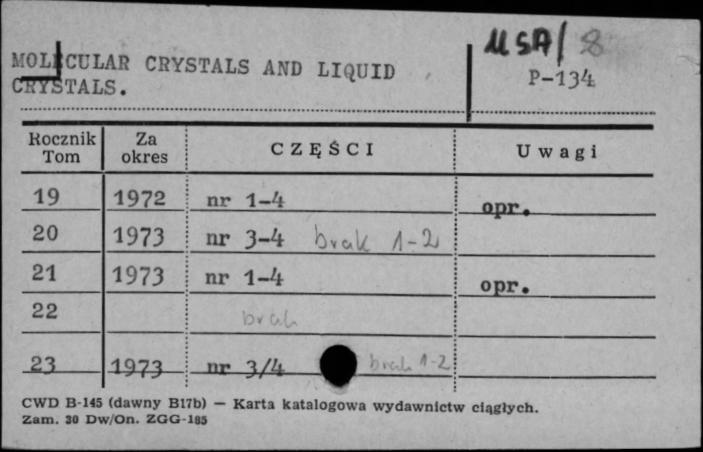 USA/8
MOLECULAR CRYSTALS AND LIQUID
P-134
CRYSTALS.
Rocznik Tom Za okres CZĘŚCI Uwagi
19 1972 nr 1-4 opr.
20 1973 nr 3-4 brak 1-2
21 1973 nr 1-4 opr.
22 brak
23 1973 nr 3/4 brak 1-2
CWD B-145 (dawny B17b) — Karta katalogowa wydawnictw ciągłych.
Zam. 30 Dw/On. ZGG-185